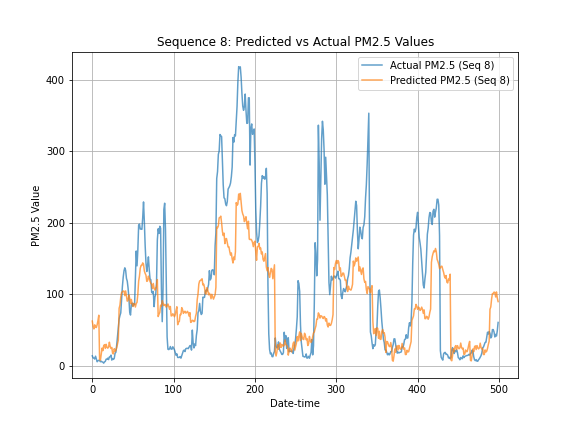 Sequence 8: Predicted vs Actual PM2.5 Values
Actual PM2.5 (Seq 8)
Predicted PM2.5 (Seq 8)
PM2.5 Value
400
300
200
100
0
0
100
200
300
400
500
Date-time